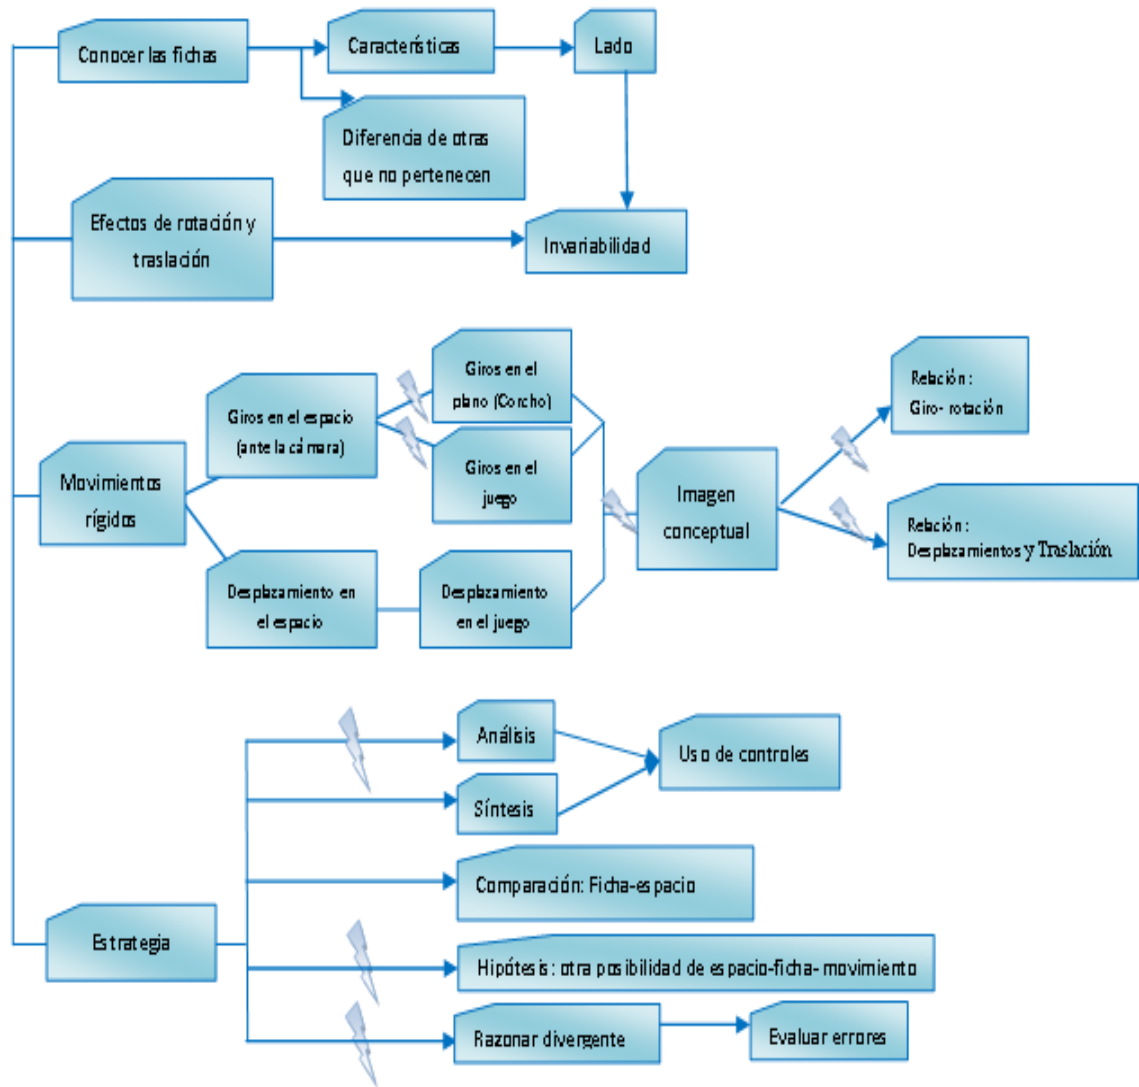 Conocer las fichas
Características
Lado
Diferencia de otras
que no pertenecen
Efectos de rotación y
traslación
Invariabilidad
Movimientos
rígidos
Giros en el espacio
(ante la cámara)
Giros en el
plano (Corcho)
Giros en el
juego
Desplazamiento en
el espacio
Desplazamiento
en el juego
Imagen
conceptual
Relación :
Giro- rotación
Relación :
Desplazamientos y Traslación
Estrategia
Análisis
Síntesis
Uso de controles
Comparación: Ficha-espacio
Hipótesis : otra posibilidad de espacio-ficha- movimiento
Razonar divergente
Evaluar errores